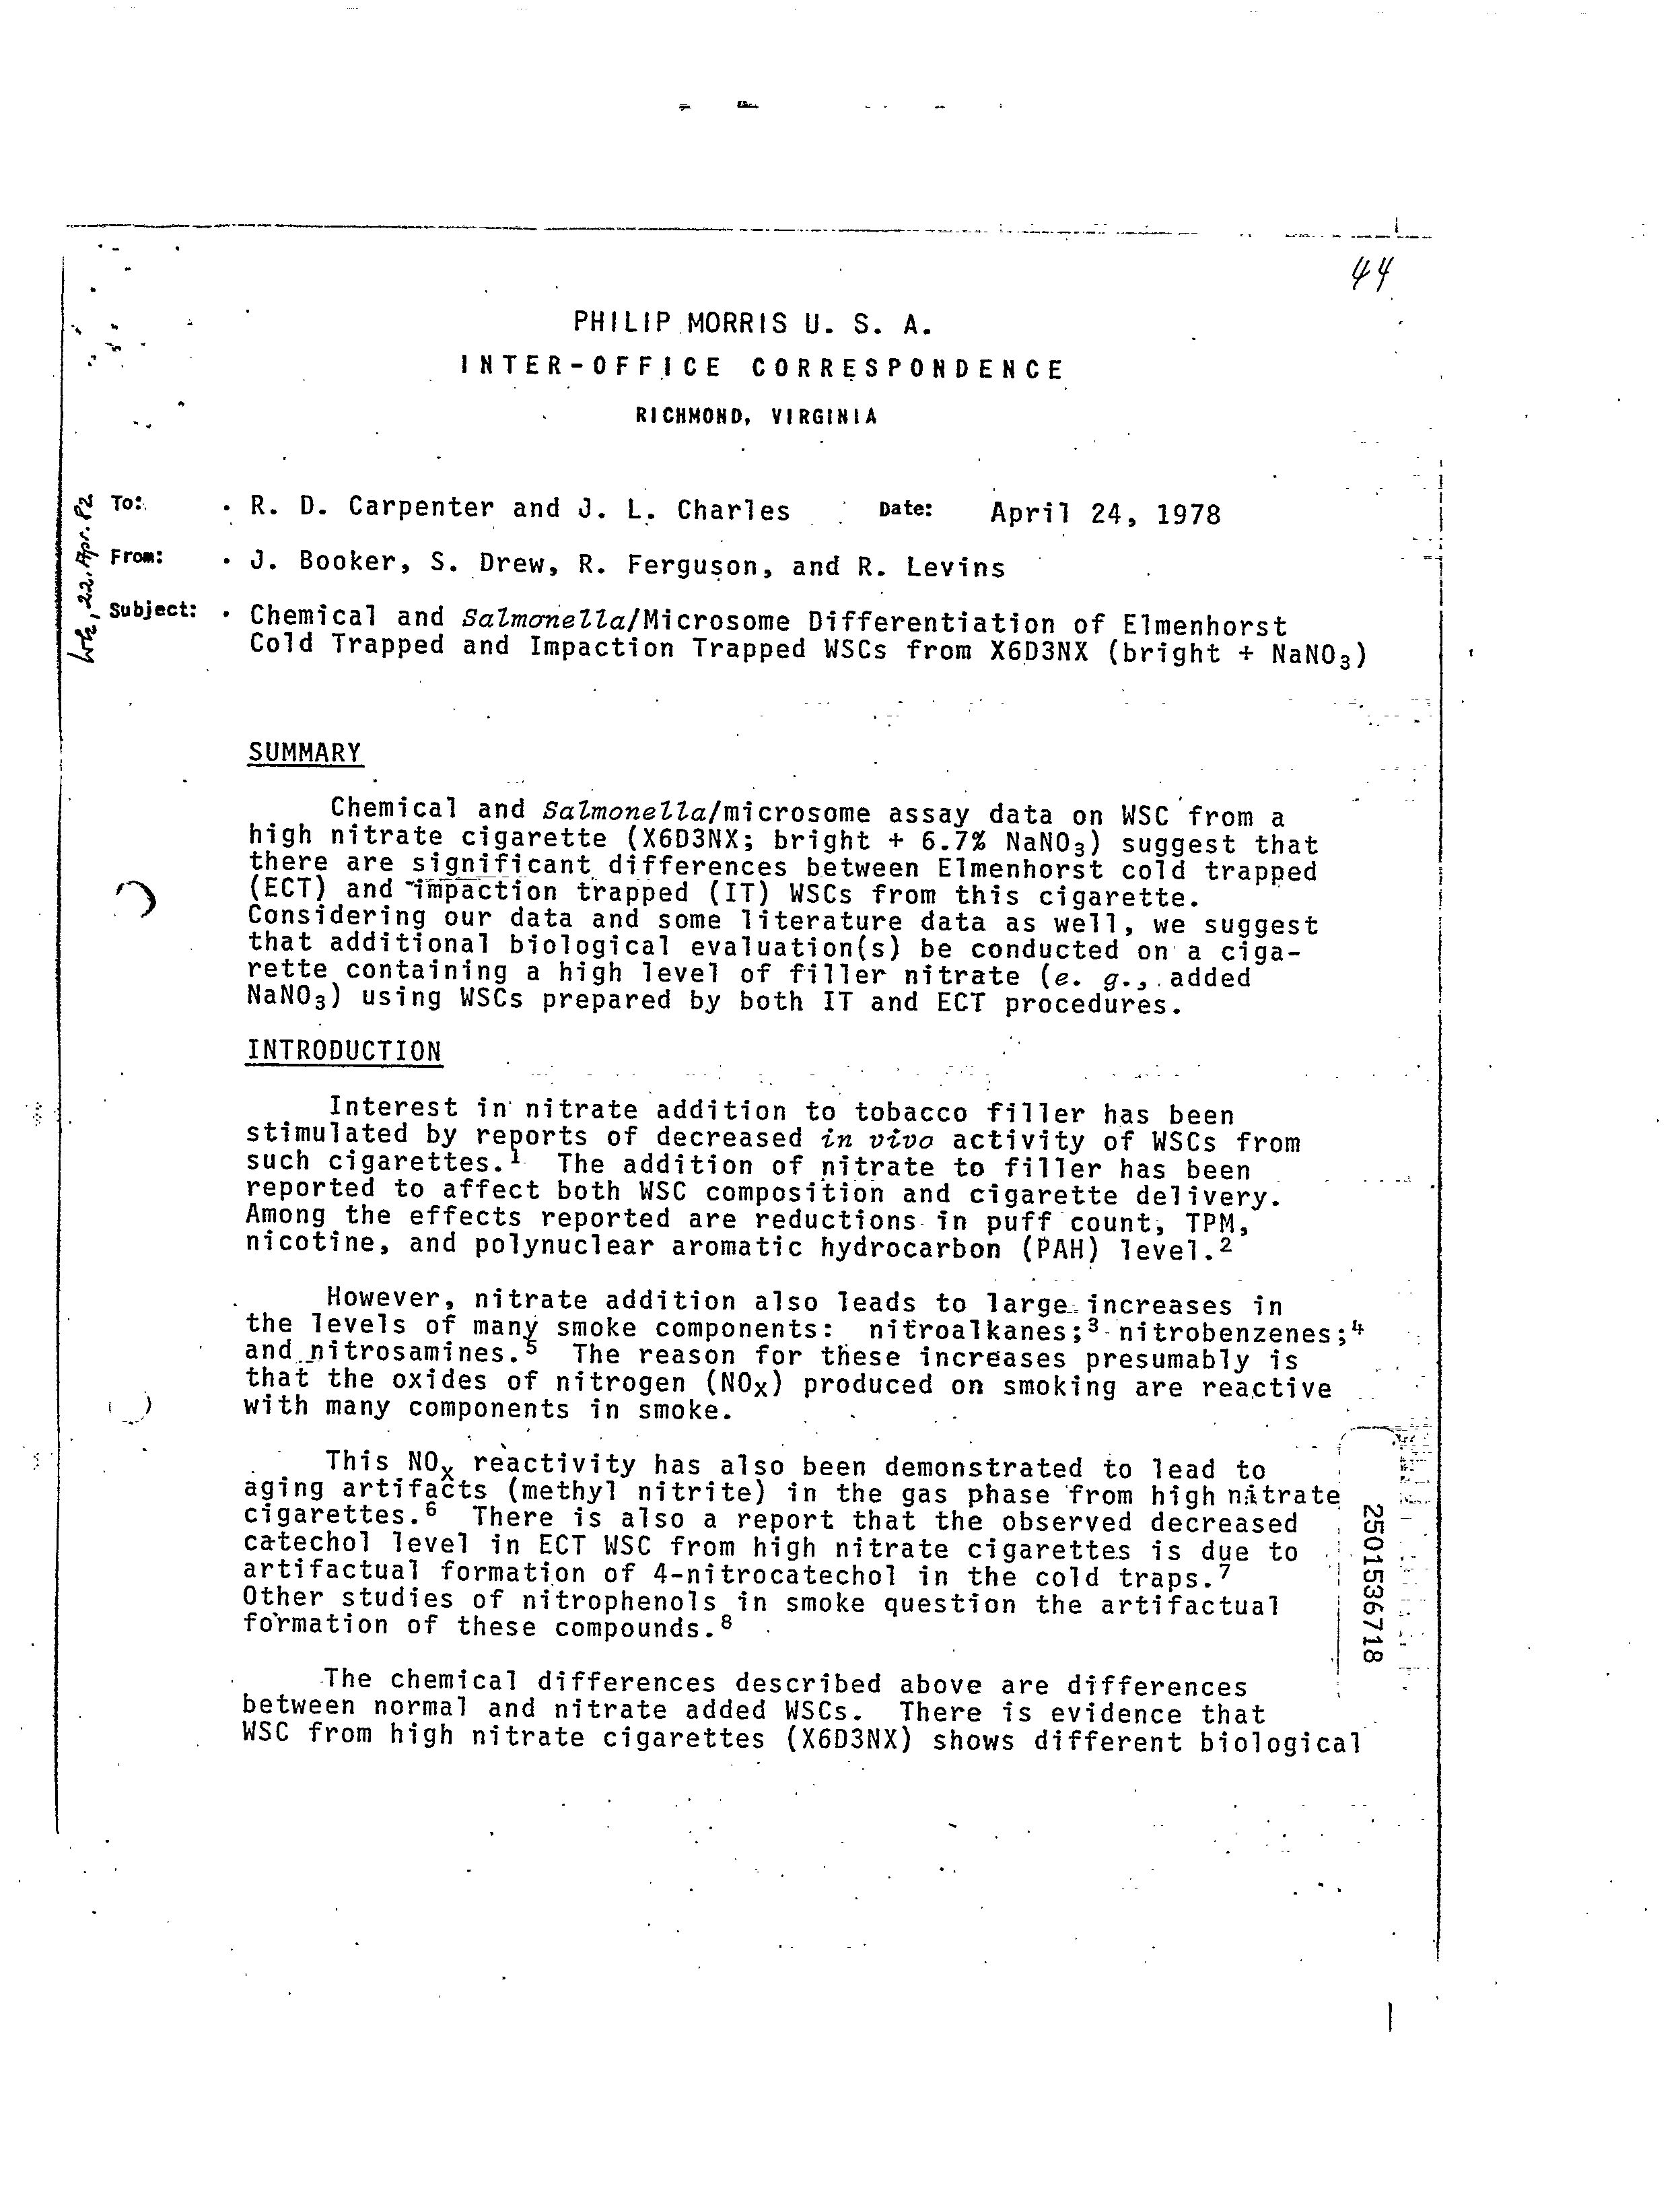 44
PHILIP MORRIS U. S. A.
INTER-OFFICE CORRESPONDENCE
RICHMOND, VIRGINIA
To: R. D. Carpenter and J. L. Charles Date: April 24, 1978
From: J. Booker, S. Drew, R. Ferguson, and R. Levins
Subject: Chemical and Salmonella/Microsome Differentiation of Elmenhorst
Cold Trapped and Impaction Trapped WSCs from X6D3NX (bright + NaNO3)
SUMMARY
Chemical and Salmonella/microsome assay data on WSC from a
high nitrate cigarette (X6D3NX; bright + 6.7% NaNO3) suggest that
there are significant differences between Elmenhorst cold trapped
(ECT) and impaction trapped (IT) WSCs from this cigarette.
Considering our data and some literature data as well, we suggest
that additional biological evaluation(s) be conducted on a ciga-
rette containing a high level of filler nitrate (e. g., added
NaNO3) using WSCs prepared by both IT and ECT procedures.
INTRODUCTION
Interest in nitrate addition to tobacco filler has been
stimulated by reports of decreased in vivo activity of WSCs from
such cigarettes.1 The addition of nitrate to filler has been
reported to affect both WSC composition and cigarette delivery.
Among the effects reported are reductions in puff count, TPM,
nicotine, and polynuclear aromatic hydrocarbon (PAH) level.2
However, nitrate addition also leads to large increases in
the levels of many smoke components: nitroalkanes;3 nitrobenzenes;4
and nitrosamines.5 The reason for these increases presumably is
that the oxides of nitrogen (NOx) produced on smoking are reactive
with many components in smoke.
This NOx reactivity has also been demonstrated to lead to
aging artifacts (methyl nitrite) in the gas phase from high nitrate
cigarettes.6 There is also a report that the observed decreased
catechol level in ECT WSC from high nitrate cigarettes is due to
artifactual formation of 4-nitrocatechol in the cold traps.7
Other studies of nitrophenols in smoke question the artifactual
formation of these compounds.8
The chemical differences described above are differences
between normal and nitrate added WSCs. There is evidence that
WSC from high nitrate cigarettes (X6D3NX) shows different biological
2501536718